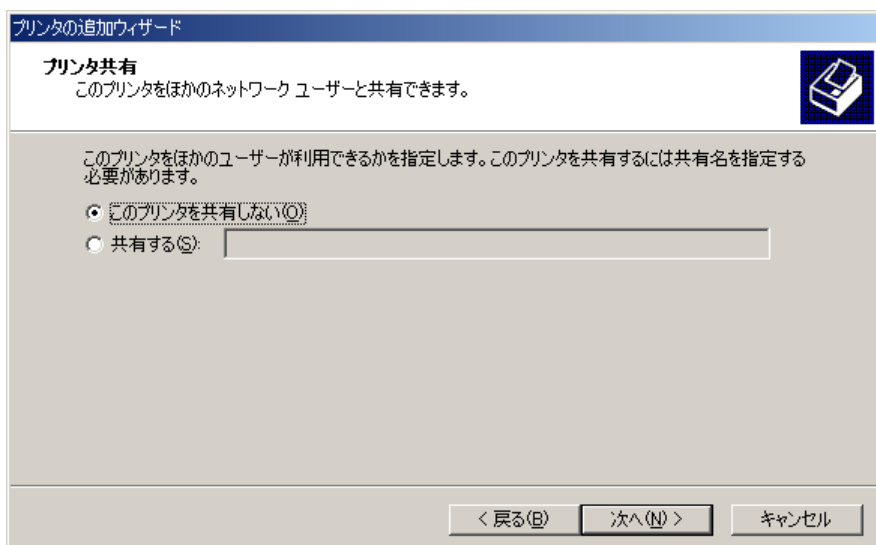 プリンタの追加ウィザード
プリンタ共有
このプリンタをほかのネットワーク ユーザーと共有できます。
このプリンタをほかのユーザーが利用できるかを指定します。このプリンタを共有するには共有名を指定する
必要があります。
このプリンタを共有しない(O)
共有する(S):
< 戻る(B)
次へ(N) >
キャンセル